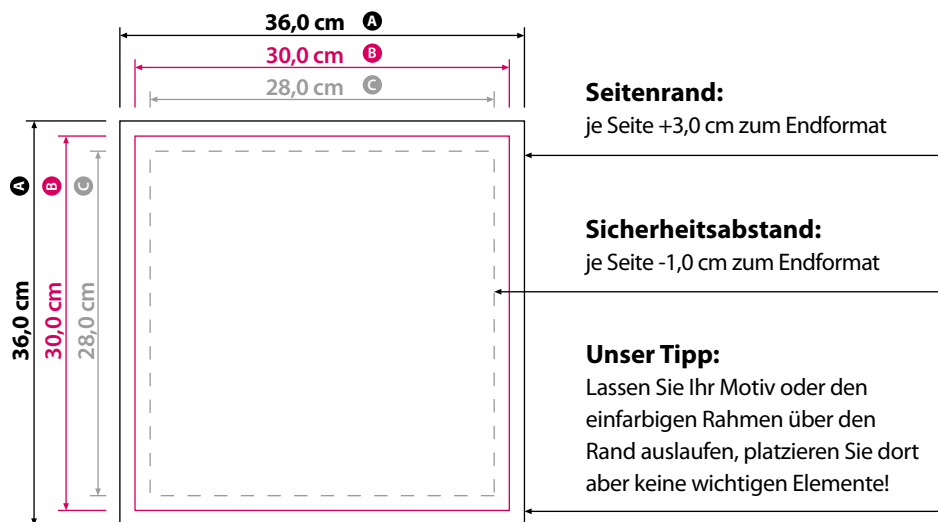 36,0 cm A
30,0 cm B
28,0 cm C
A
B
C
36,0 cm
30,0 cm
28,0 cm
Seitenrand:
je Seite +3,0 cm zum Endformat
Sicherheitsabstand:
je Seite -1,0 cm zum Endformat
Unser Tipp:
Lassen Sie Ihr Motiv oder den
einfarbigen Rahmen über den
Rand auslaufen, platzieren Sie dort
aber keine wichtigen Elemente!